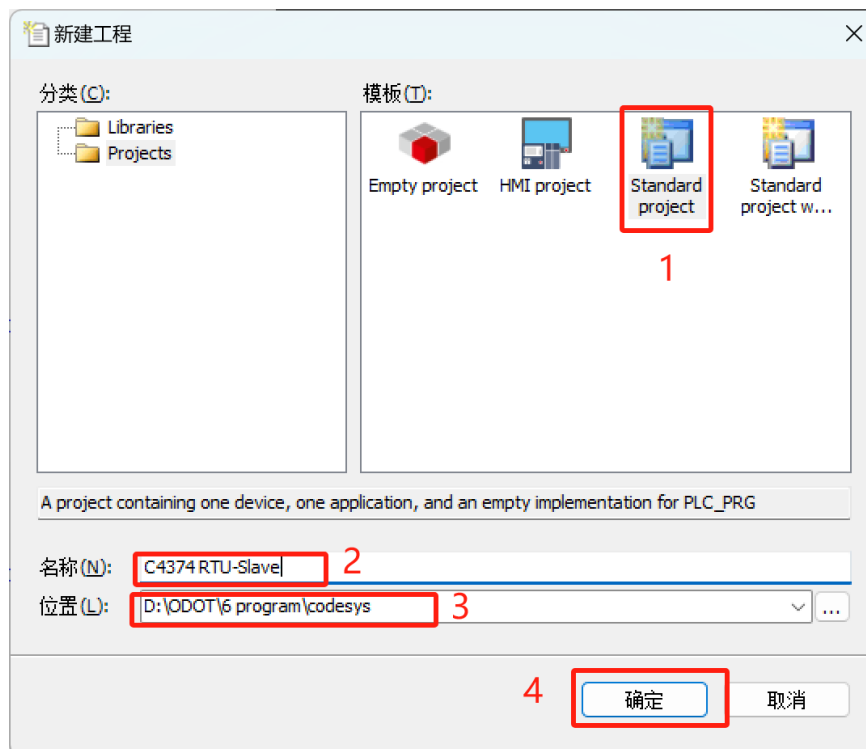 新建工程
分类(C):
模板(T):
Libraries
Projects
Empty project
HMI project
Standard
project
Standard
project w...
1
A project containing one device, one application, and an empty implementation for PLC_PRG
名称(N):
C4374 RTU-Slave
2
位置(L):
D:\ODOT\6 program\codesys
3
...
4
确定
取消